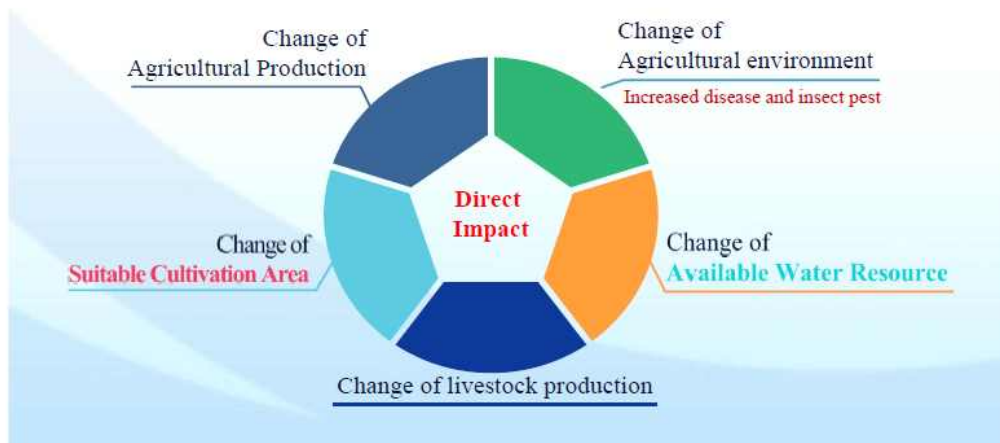 Change of
Agricultural Production
Change of
Agricultural environment
Increased disease and insect pest
Direct
Impact
Change of
Suitable Cultivation Area
Change of
Available Water Resource
Change of livestock production